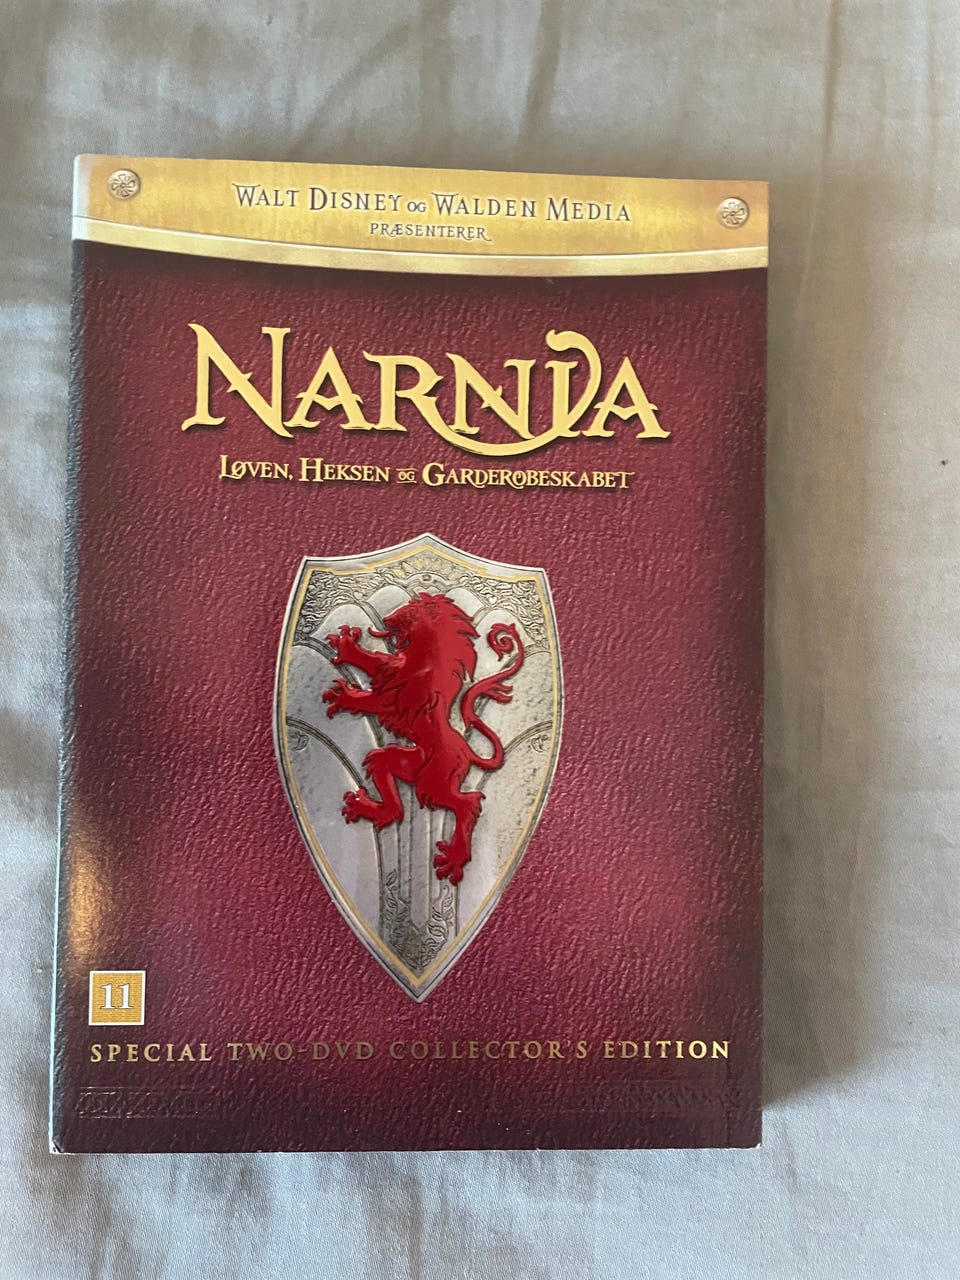 WALT DISNEY OG WALDEN MEDIA
PRÆSENTERER
NARNIA
LØVEN, HEKSEN OG GARDEROBESKABET
11
SPECIAL TWO-DVD COLLECTOR'S EDITION